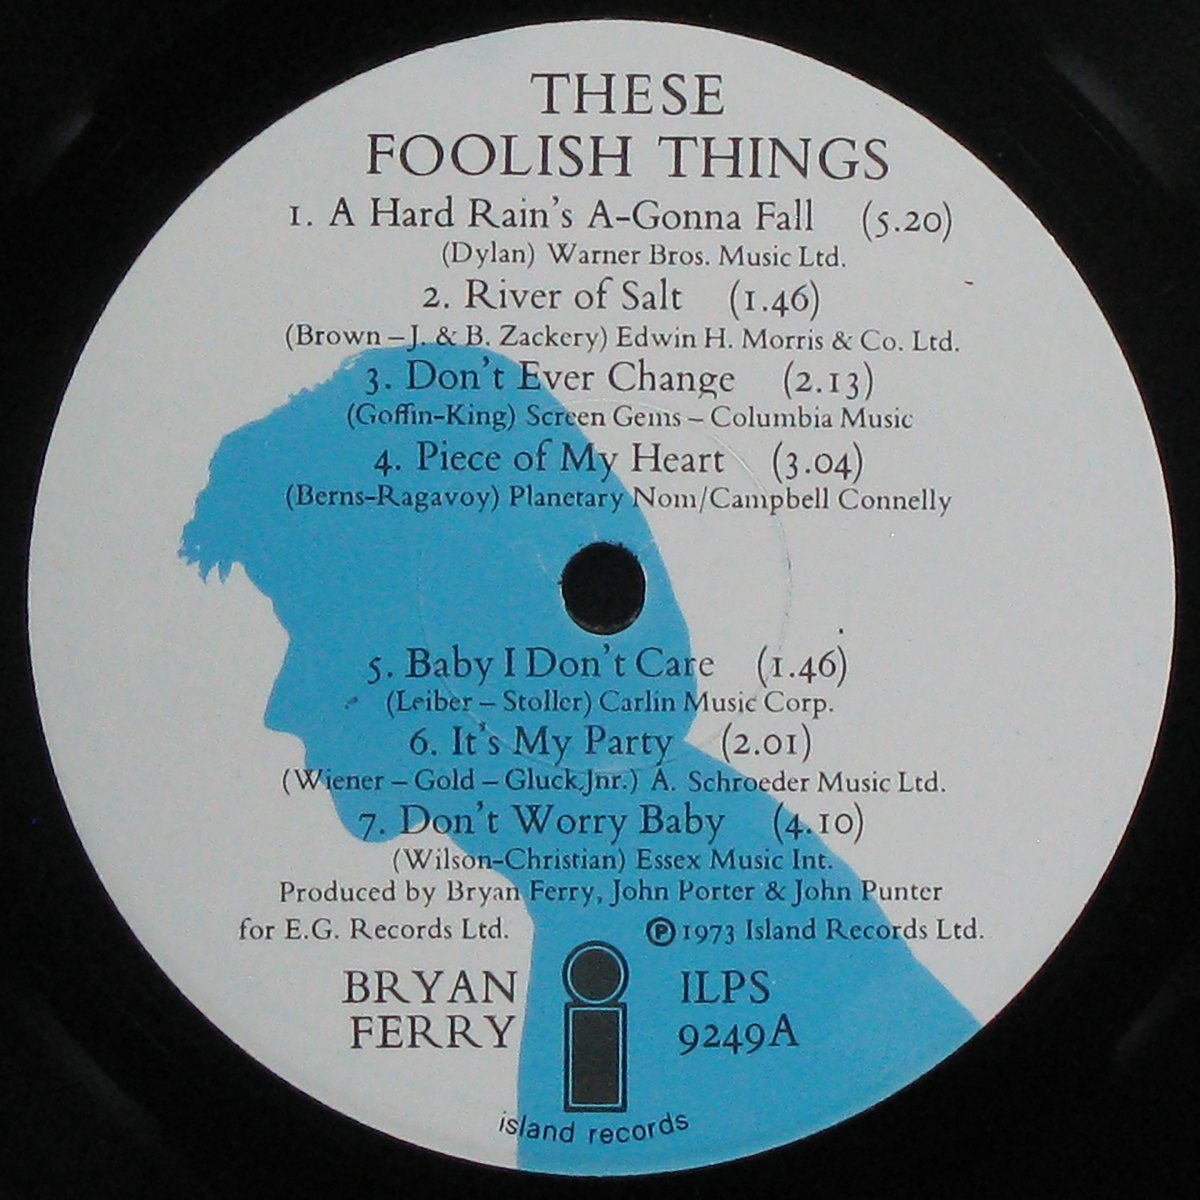 THESE
FOOLISH THINGS
1. A Hard Rain's A-Gonna Fall (5.20)
(Dylan) Warner Bros. Music Ltd.
2. River of Salt (1.46)
(Brown – J. & B. Zackery) Edwin H. Morris & Co. Ltd.
3. Don't Ever Change (2.13)
(Goffin-King) Screen Gems – Columbia Music
4. Piece of My Heart (3.04)
(Berns-Ragavoy) Planetary Nom/Campbell Connelly
5. Baby I Don't Care (1.46)
(Leiber – Stoller) Carlin Music Corp.
6. It's My Party (2.01)
(Wiener – Gold – Gluck.Jnr.) A. Schroeder Music Ltd.
7. Don't Worry Baby (4.10)
(Wilson-Christian) Essex Music Int.
Produced by Bryan Ferry, John Porter & John Punter
for E.G. Records Ltd. ℗ 1973 Island Records Ltd.
BRYAN ILPS
FERRY 9249A
i
island records